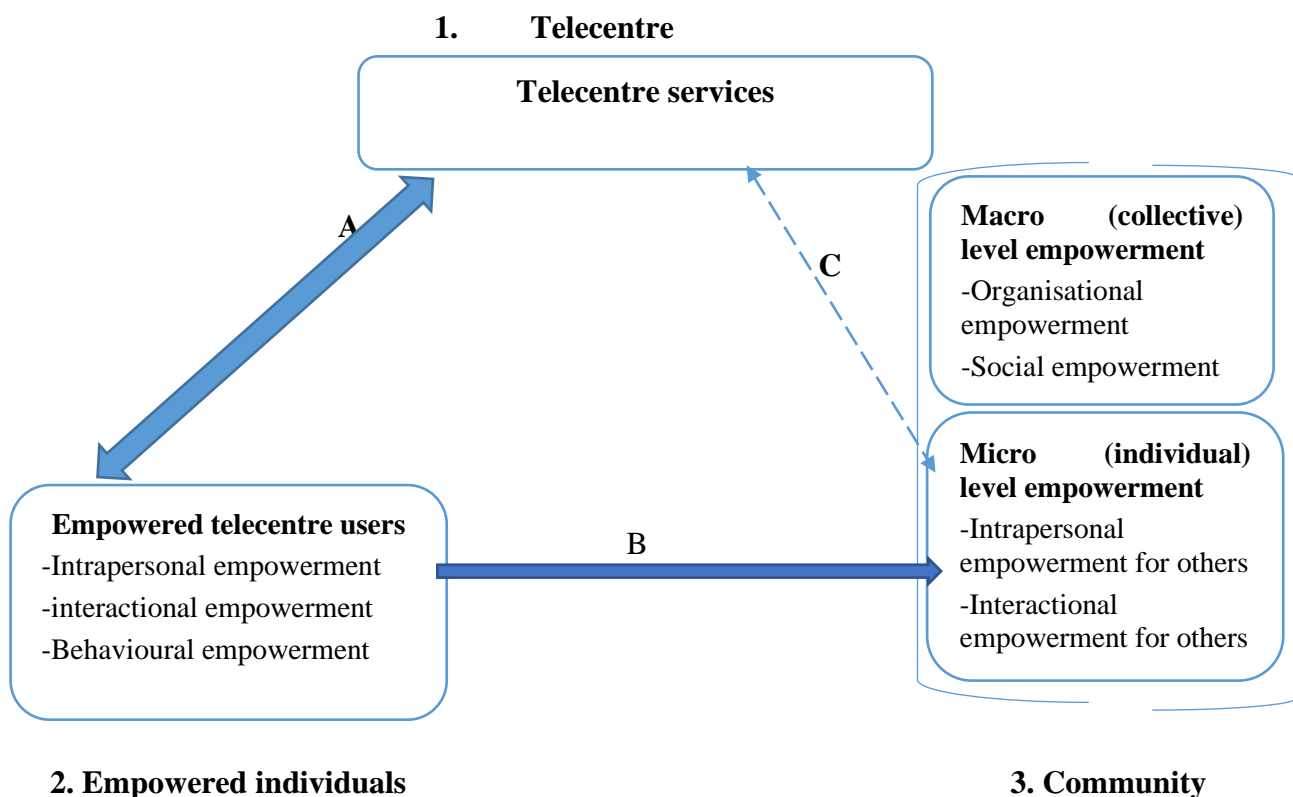 1. Telecentre
Telecentre services
A
C
Macro (collective)
level empowerment
-Organisational
empowerment
-Social empowerment
Micro (individual)
level empowerment
-Intrapersonal
empowerment for others
-Interactional
empowerment for others
B
Empowered telecentre users
-Intrapersonal empowerment
-interactional empowerment
-Behavioural empowerment
2. Empowered individuals
3. Community